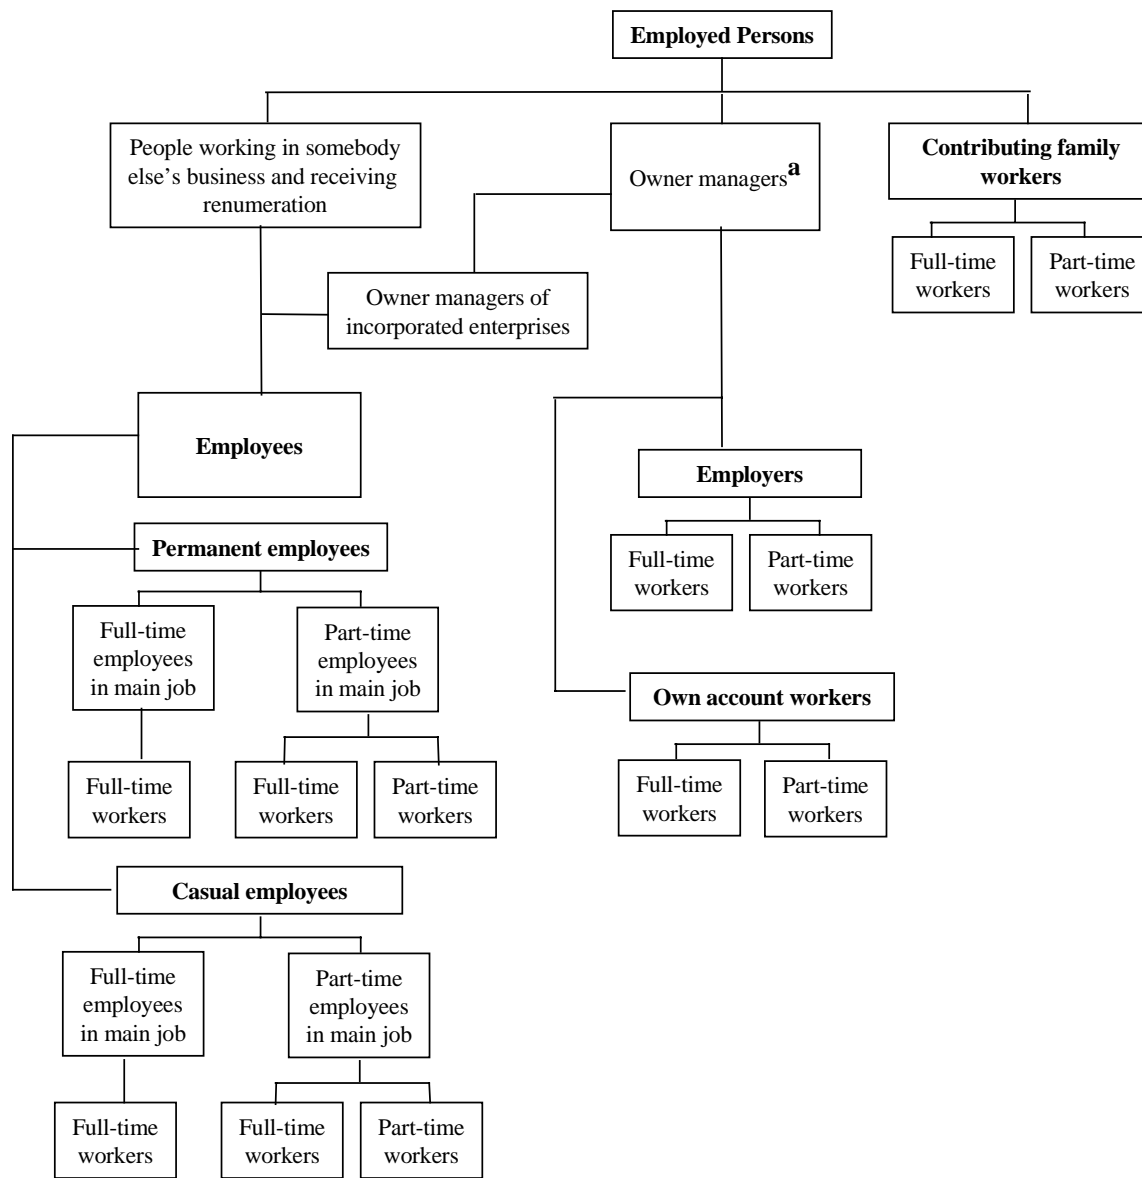 Employed Persons
People working in somebody
else’s business and receiving
renumeration
Owner managersa
Contributing family
workers
Full-time
workers
Part-time
workers
Owner managers of
incorporated enterprises
Employees
Employers
Full-time
workers
Part-time
workers
Permanent employees
Full-time
employees
in main job
Part-time
employees
in main job
Full-time
workers
Full-time
workers
Part-time
workers
Own account workers
Full-time
workers
Part-time
workers
Casual employees
Full-time
employees
in main job
Part-time
employees
in main job
Full-time
workers
Full-time
workers
Part-time
workers